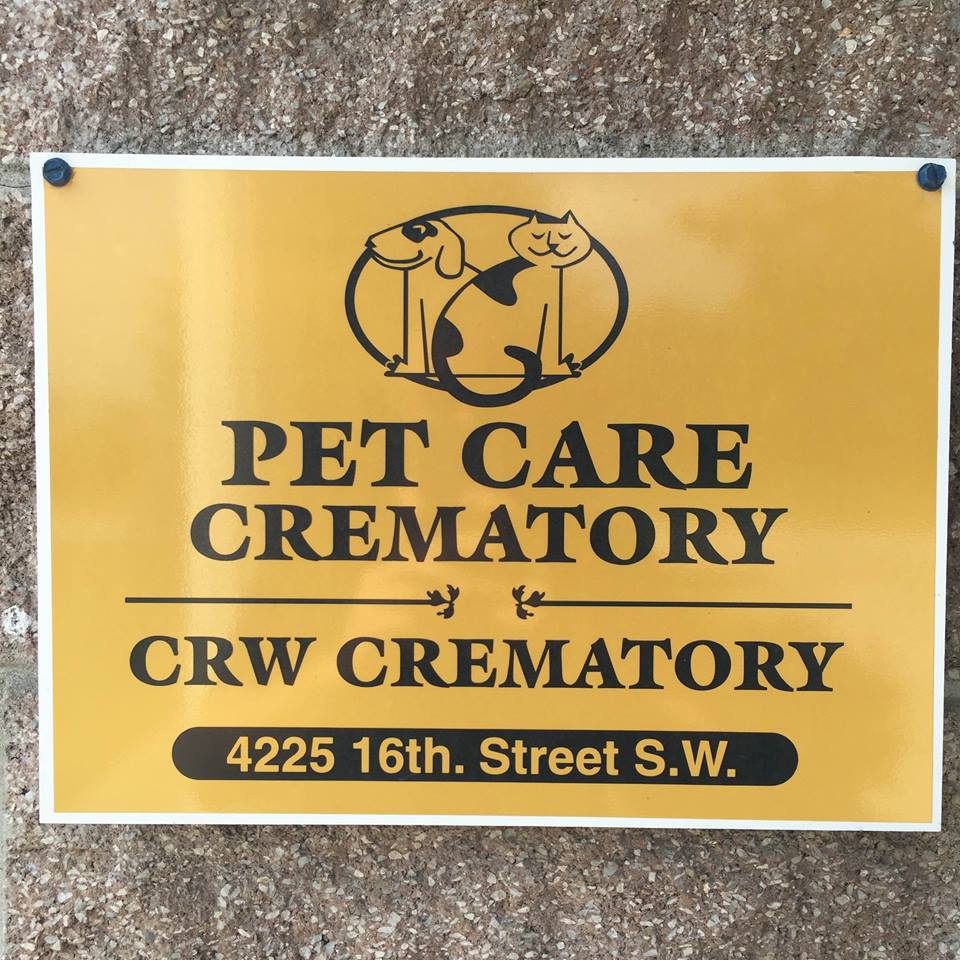 PET CARE
CREMATORY
CRW CREMATORY
4225 16th. Street S.W.